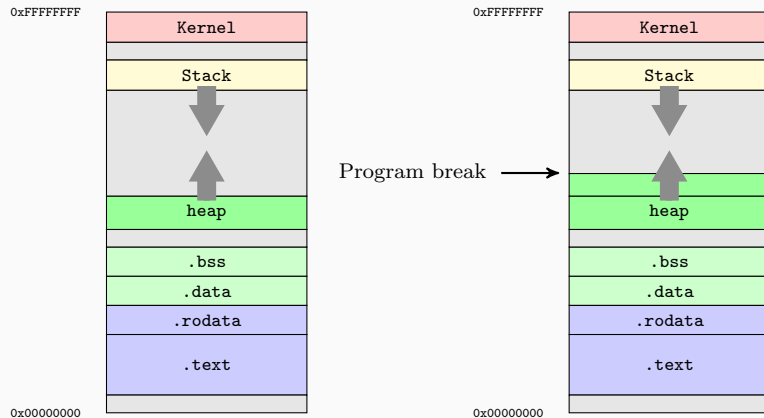 0xFFFFFFFF
Kernel
Stack
heap
.bss
.data
.rodata
.text
0x00000000
Program break
0xFFFFFFFF
Kernel
Stack
heap
.bss
.data
.rodata
.text
0x00000000